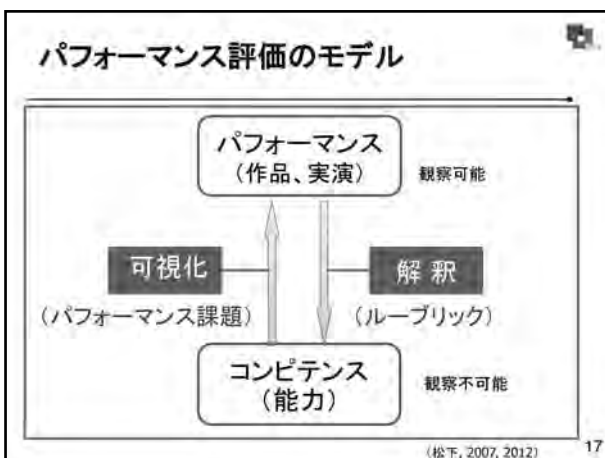 パフォーマンス評価のモデル
パフォーマンス
(作品、実演)
観察可能
可視化
解釈
(パフォーマンス課題)
(ルーブリック)
コンピテンス
(能力)
観察不可能
(松下, 2007, 2012)
17